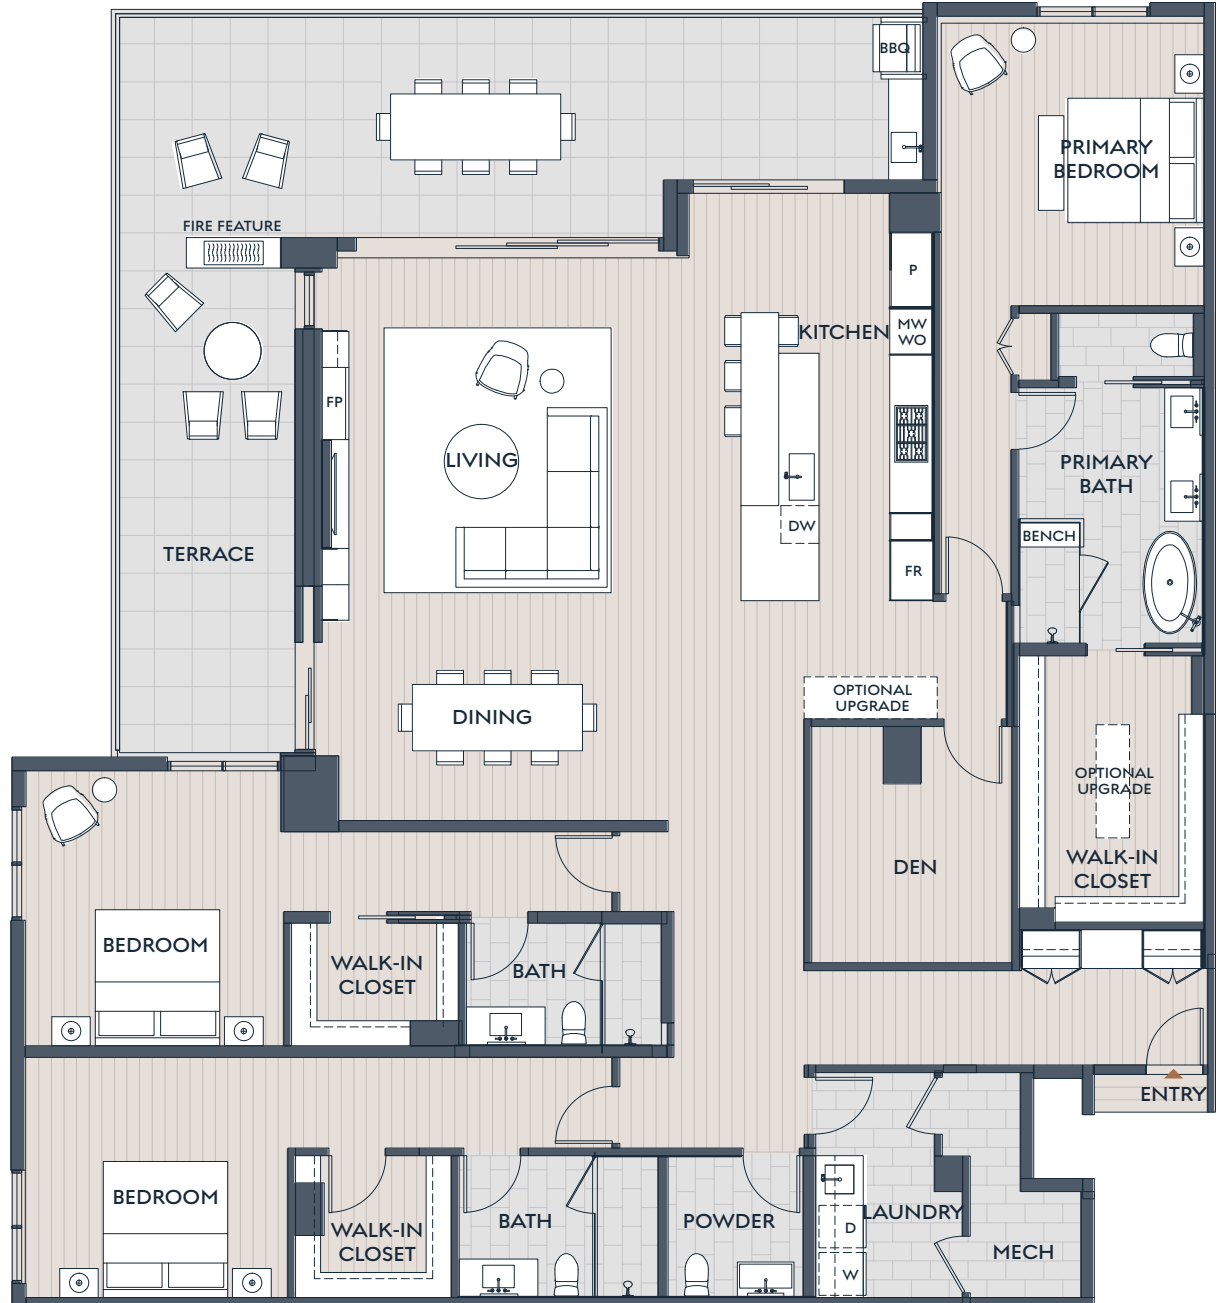 BBQ
PRIMARY
BEDROOM
FIRE FEATURE
P
KITCHEN
MW
WO
FP
LIVING
PRIMARY
BATH
DW
BENCH
TERRACE
FR
OPTIONAL
UPGRADE
DINING
OPTIONAL
UPGRADE
WALK-IN
CLOSET
DEN
BEDROOM
WALK-IN
CLOSET
BATH
ENTRY
BEDROOM
WALK-IN
CLOSET
BATH
POWDER
LAUNDRY
D
W
MECH